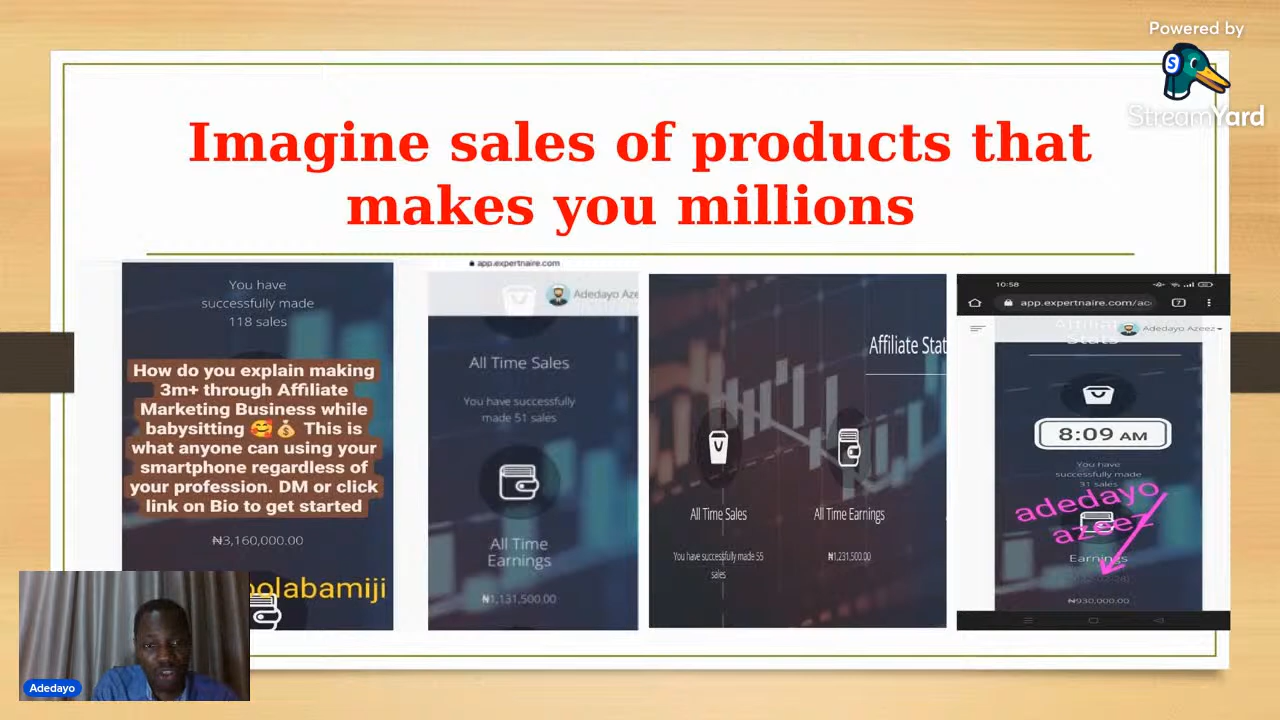 Powered by
StreamYard
Imagine sales of products that
makes you millions
You have
successfully made
118 sales
How do you explain making
3m+ through Affiliate
Marketing Business while
babysitting 🥰💰 This is
what anyone can using your
smartphone regardless of
your profession. DM or click
link on Bio to get started
₦3,160,000.00
olabamiji
app.expertnaire.com
Adedayo Aze
All Time Sales
You have successfully
made 51 sales
All Time
Earnings
₦1,131,500.00
Affiliate Stat
All Time Sales
All Time Earnings
You have successfully made 55
sales
₦1,231,500.00
10:58
app.expertnaire.com/ac
7
Affiliate
Stats
Adedayo Azeez
8:09 AM
You have
successfully made
31 sales
adedayo
azeez
Earnings
₦930,000.00
Adedayo